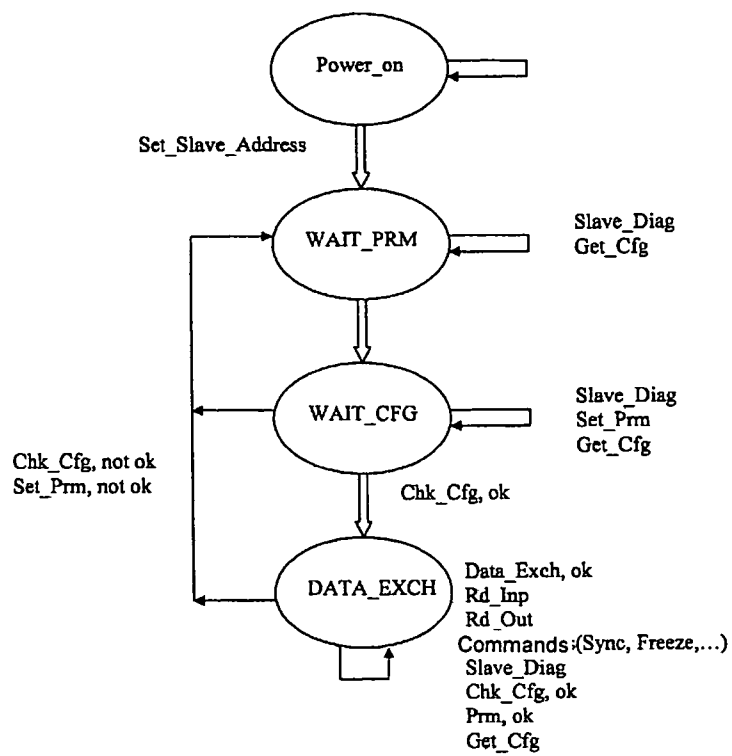 Power_on
Set_Slave_Address
WAIT_PRM
Slave_Diag
Get_Cfg
WAIT_CFG
Slave_Diag
Set_Prm
Get_Cfg
Chk_Cfg, not ok
Set_Prm, not ok
Chk_Cfg, ok
DATA_EXCH
Data_Exch, ok
Rd_Inp
Rd_Out
Commands:(Sync, Freeze,...)
Slave_Diag
Chk_Cfg, ok
Prm, ok
Get_Cfg